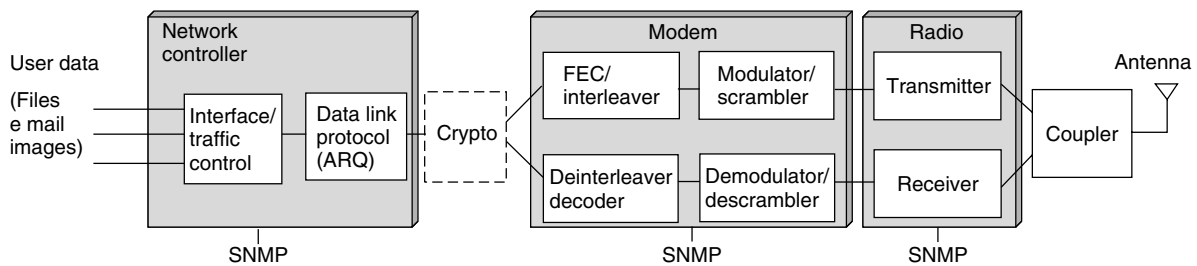 User data
(Files
e mail
images)
Network
controller
Interface/
traffic
control
Data link
protocol
(ARQ)
SNMP
Crypto
Modem
FEC/
interleaver
Modulator/
scrambler
Deinterleaver
decoder
Demodulator/
descrambler
SNMP
Radio
Transmitter
Receiver
SNMP
Coupler
Antenna